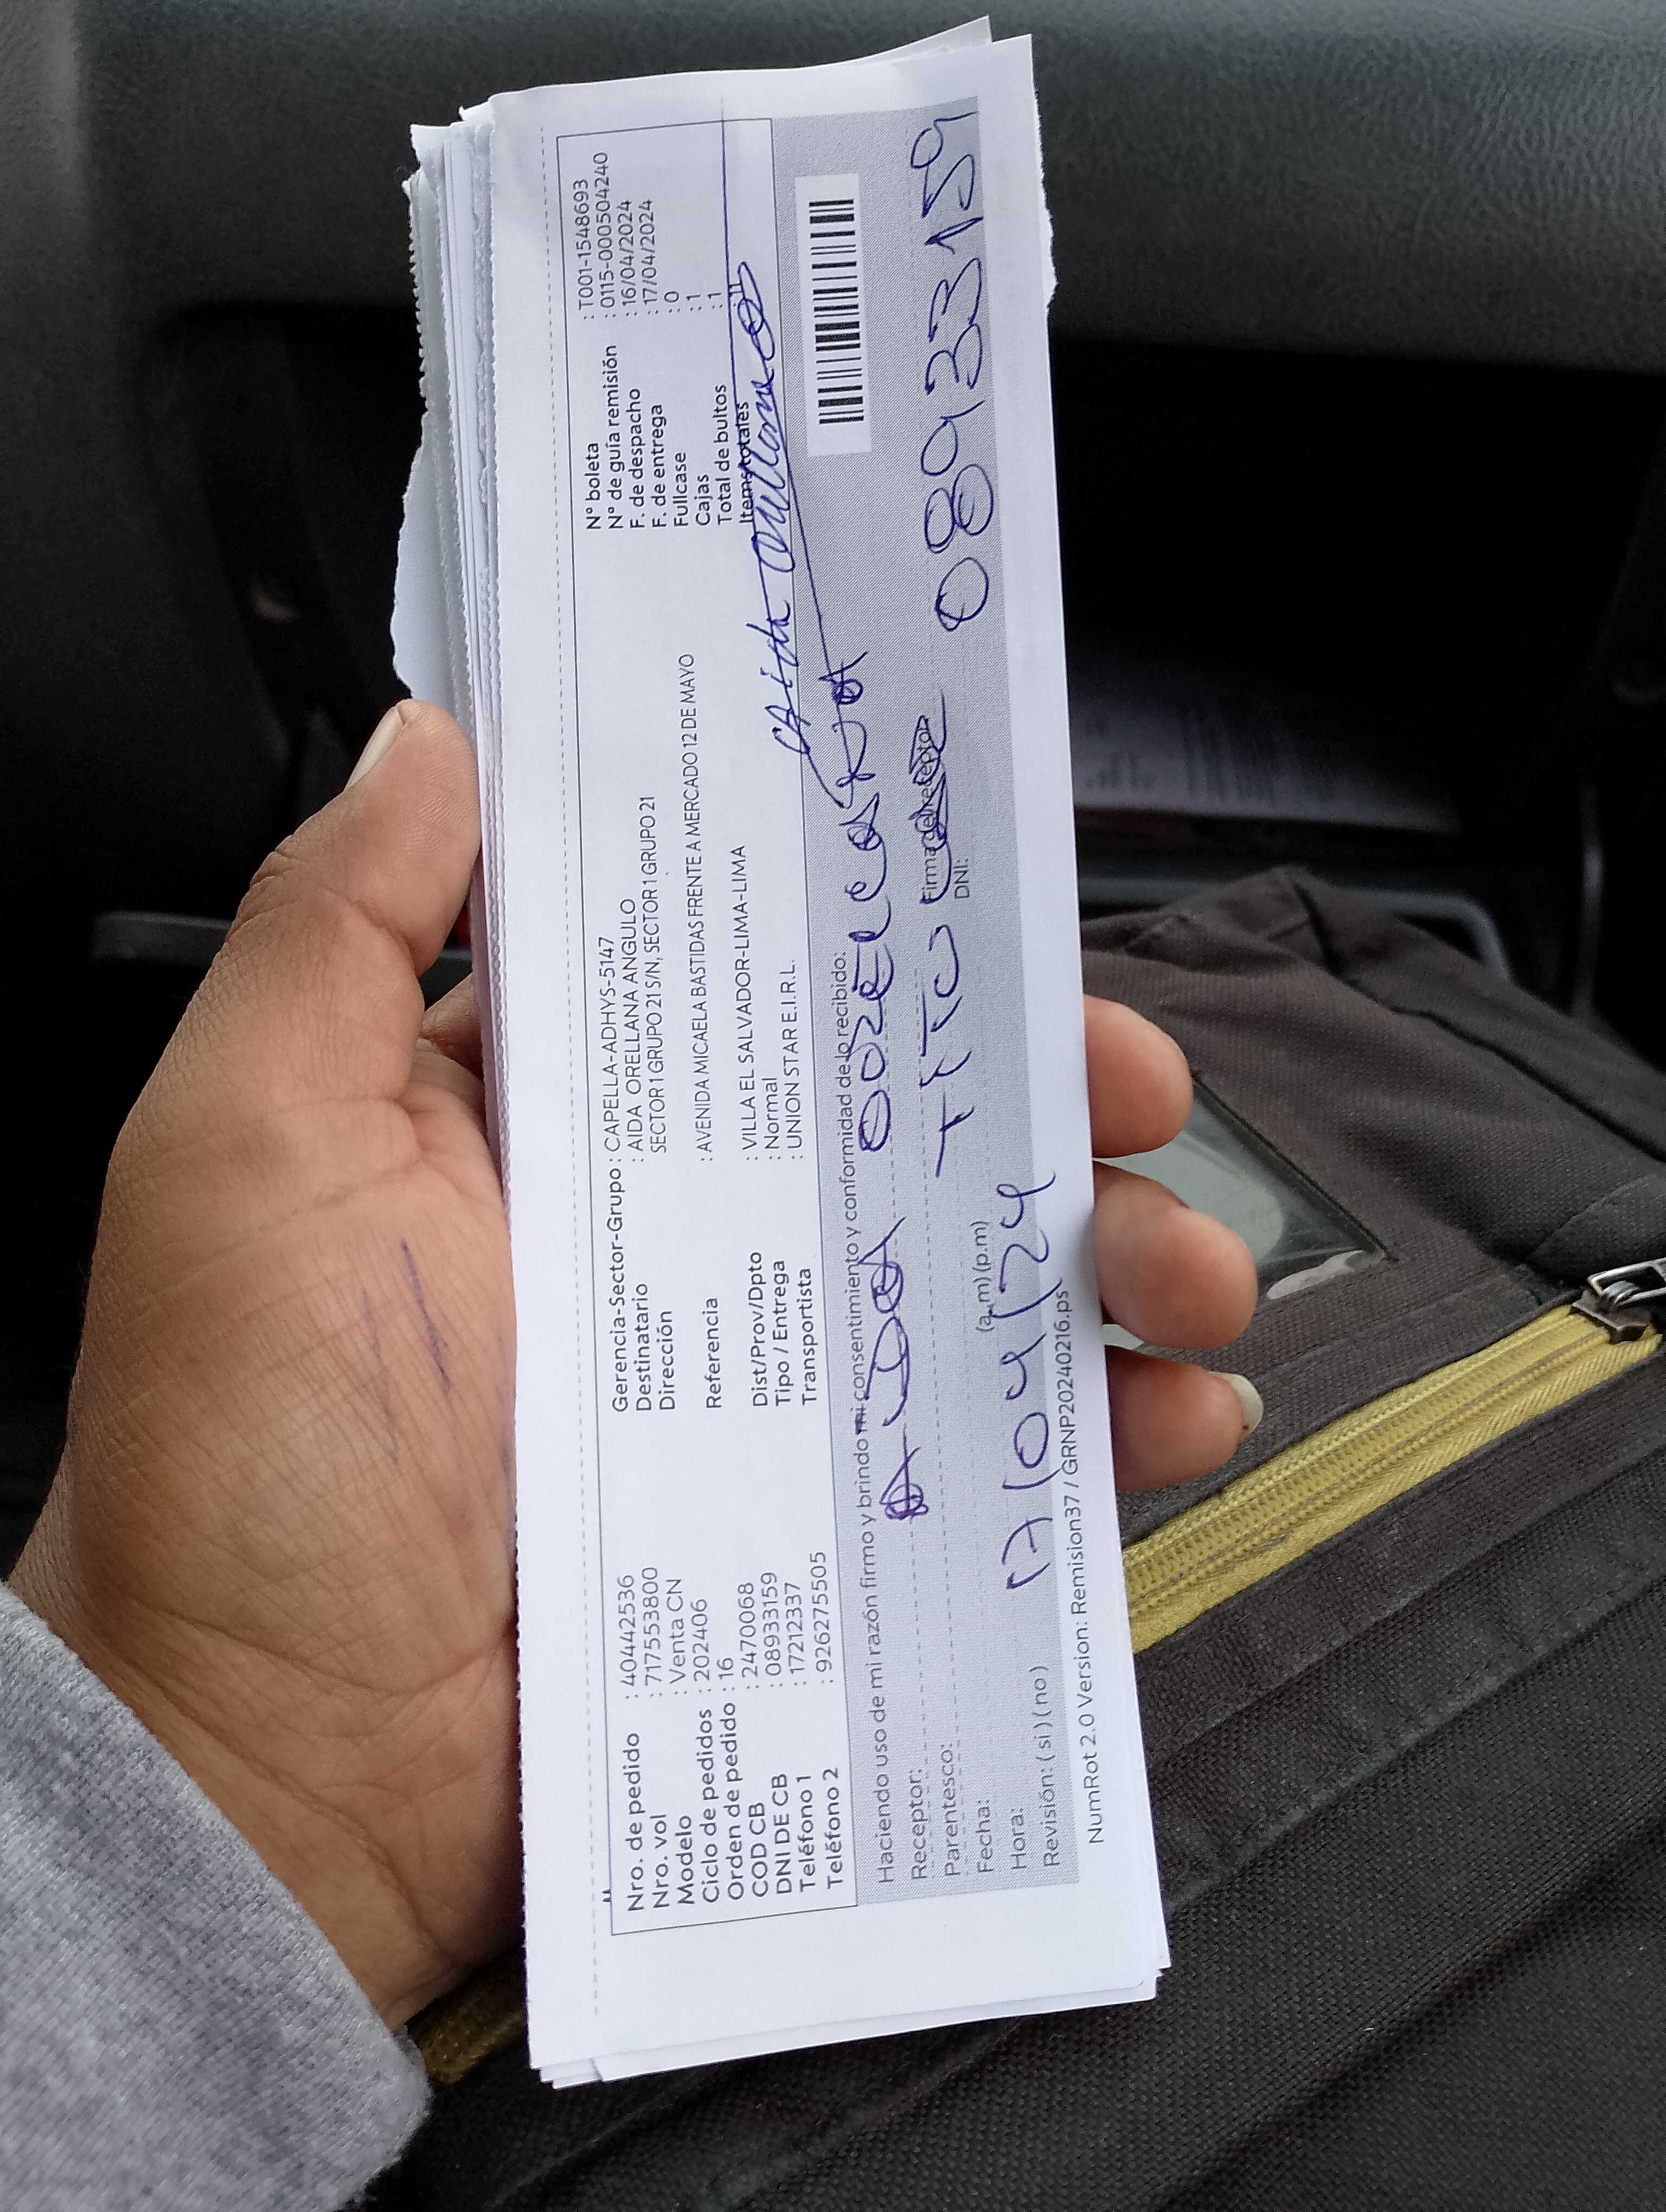 Nro. de pedido : 40442536
Nro. vol : 717553800
Modelo : Venta CN
Ciclo de pedidos : 202406
Orden de pedido : 16
COD CB : 2470068
DNI DE CB : 08933159
Teléfono 1 : 17212337
Teléfono 2 : 926275505
Gerencia-Sector-Grupo : CAPELLA-ADHYS-5147
Destinatario : AIDA ORELLANA ANGULO
Dirección SECTOR 1 GRUPO 21 S/N, SECTOR 1 GRUPO 21
Referencia : AVENIDA MICAELA BASTIDAS FRENTE A MERCADO 12 DE MAYO
Dist/Prov/Dpto : VILLA EL SALVADOR-LIMA-LIMA
Tipo / Entrega : Normal
Transportista : UNION STAR E.I.R.L.
N° boleta : T001-1548693
N° de guía remisión : 0115-000504240
F. de despacho : 16/04/2024
F. de entrega : 17/04/2024
Fullcase : 0
Cajas : 1
Total de bultos : 1
Items totales
Haciendo uso de mi razón firmo y brindo mi consentimiento y conformidad de lo recibido:
Receptor:
Parentesco: TITU
Fecha: 17/04/24
Hora: (a.m) (p.m)
Revisión: ( si ) ( no )
Firma del receptor
DNI: 08933159
NumRot 2.0 Version: Remision37 / GRNP20240216.ps